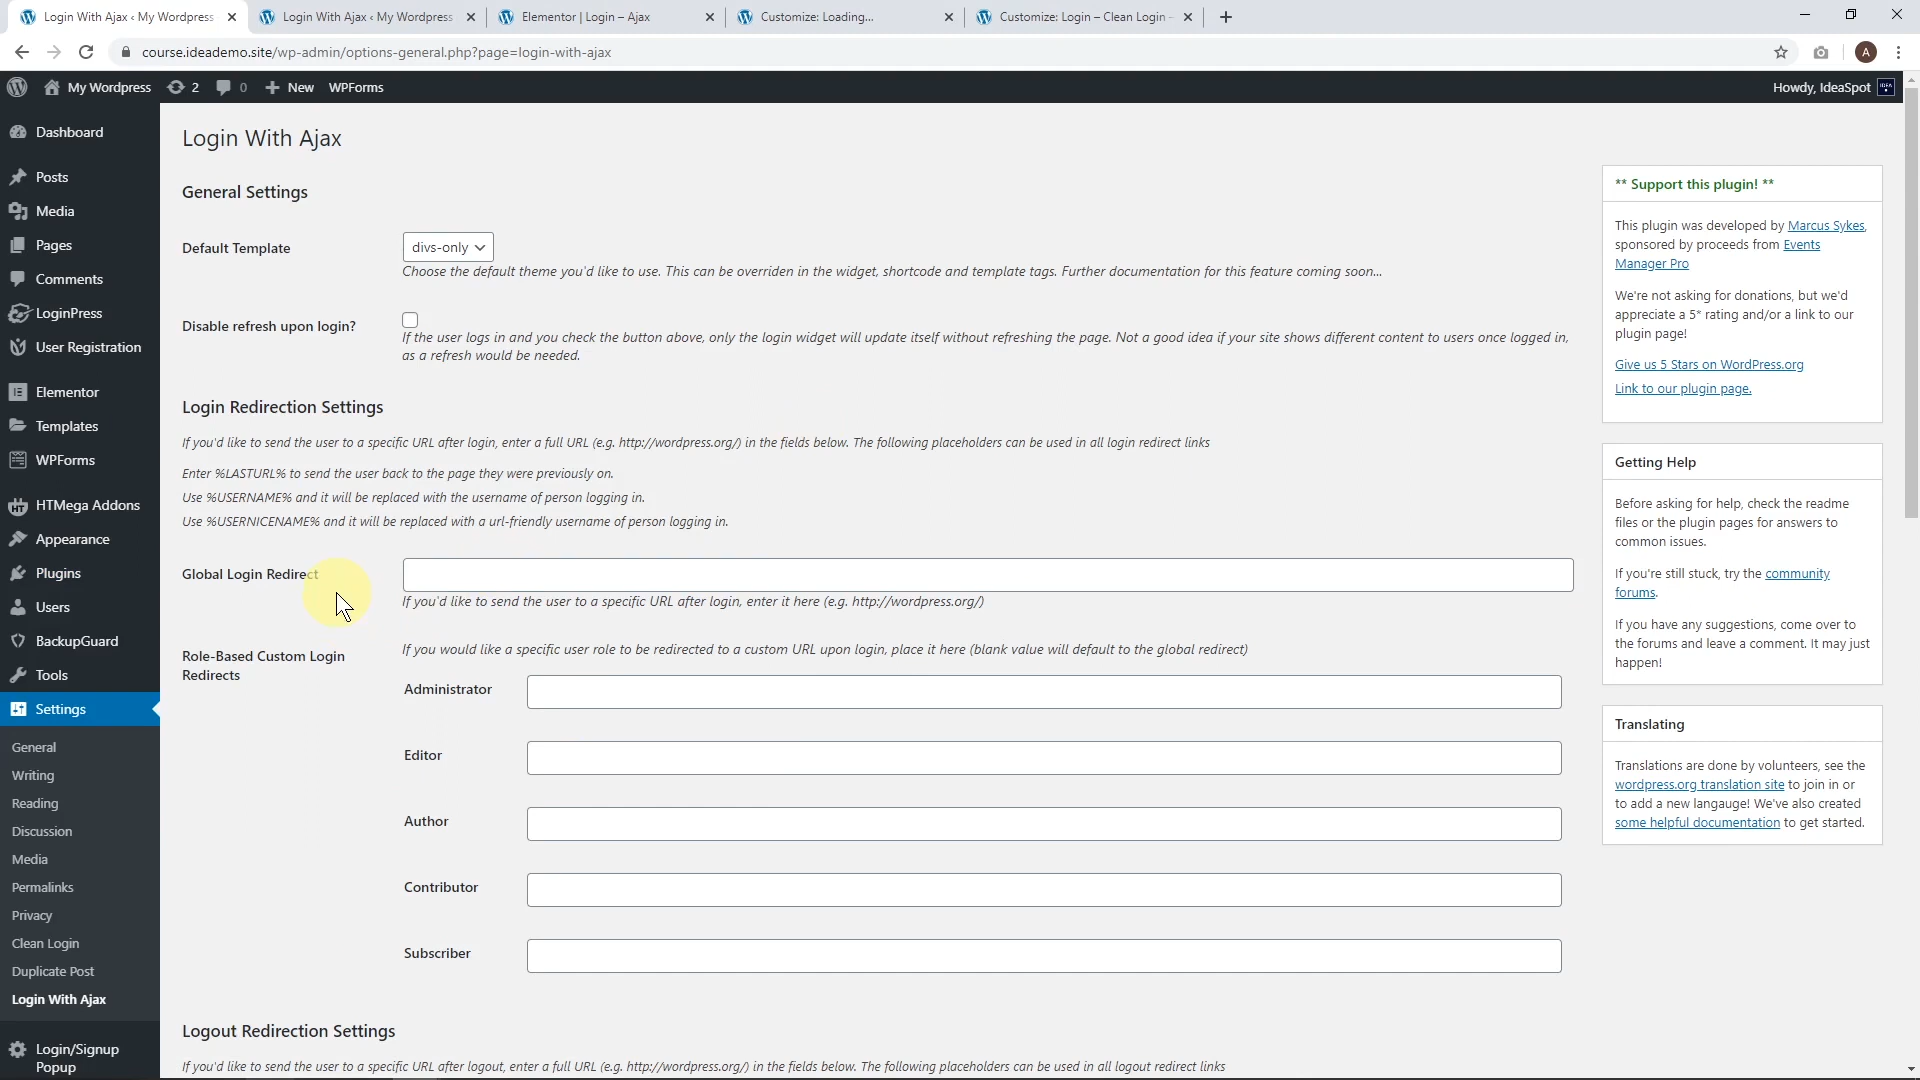 Login With Ajax ‹ My Wordpress
Login With Ajax ‹ My Wordpress
Elementor | Login – Ajax
Customize: Loading...
Customize: Login – Clean Login -
course.ideademo.site/wp-admin/options-general.php?page=login-with-ajax
A
My Wordpress
2
0
New
WPForms
Howdy, IdeaSpot
Dashboard
Posts
Media
Pages
Comments
LoginPress
User Registration
Elementor
Templates
WPForms
HTMega Addons
Appearance
Plugins
Users
BackupGuard
Tools
Settings
General
Writing
Reading
Discussion
Media
Permalinks
Privacy
Clean Login
Duplicate Post
Login With Ajax
Login/Signup
Popup
Login With Ajax
General Settings
Default Template
divs-only
Choose the default theme you'd like to use. This can be overriden in the widget, shortcode and template tags. Further documentation for this feature coming soon...
Disable refresh upon login?
If the user logs in and you check the button above, only the login widget will update itself without refreshing the page. Not a good idea if your site shows different content to users once logged in,
as a refresh would be needed.
Login Redirection Settings
If you'd like to send the user to a specific URL after login, enter a full URL (e.g. http://wordpress.org/) in the fields below. The following placeholders can be used in all login redirect links
Enter %LASTURL% to send the user back to the page they were previously on.
Use %USERNAME% and it will be replaced with the username of person logging in.
Use %USERNICENAME% and it will be replaced with a url-friendly username of person logging in.
Global Login Redirect
If you'd like to send the user to a specific URL after login, enter it here (e.g. http://wordpress.org/)
Role-Based Custom Login
Redirects
If you would like a specific user role to be redirected to a custom URL upon login, place it here (blank value will default to the global redirect)
Administrator
Editor
Author
Contributor
Subscriber
Logout Redirection Settings
If you'd like to send the user to a specific URL after logout, enter a full URL (e.g. http://wordpress.org/) in the fields below. The following placeholders can be used in all logout redirect links
** Support this plugin! **
This plugin was developed by Marcus Sykes,
sponsored by proceeds from Events
Manager Pro
We're not asking for donations, but we'd
appreciate a 5* rating and/or a link to our
plugin page!
Give us 5 Stars on WordPress.org
Link to our plugin page.
Getting Help
Before asking for help, check the readme
files or the plugin pages for answers to
common issues.
If you're still stuck, try the community
forums.
If you have any suggestions, come over to
the forums and leave a comment. It may just
happen!
Translating
Translations are done by volunteers, see the
wordpress.org translation site to join in or
to add a new langauge! We've also created
some helpful documentation to get started.